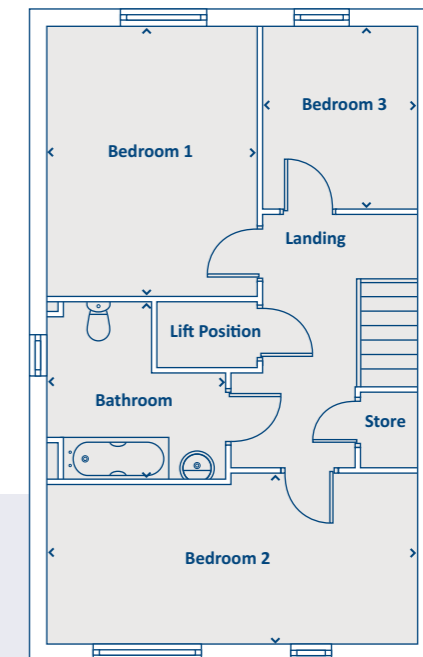 Bedroom 3
Bedroom 1
Landing
Lift Position
Bathroom
Store
Bedroom 2